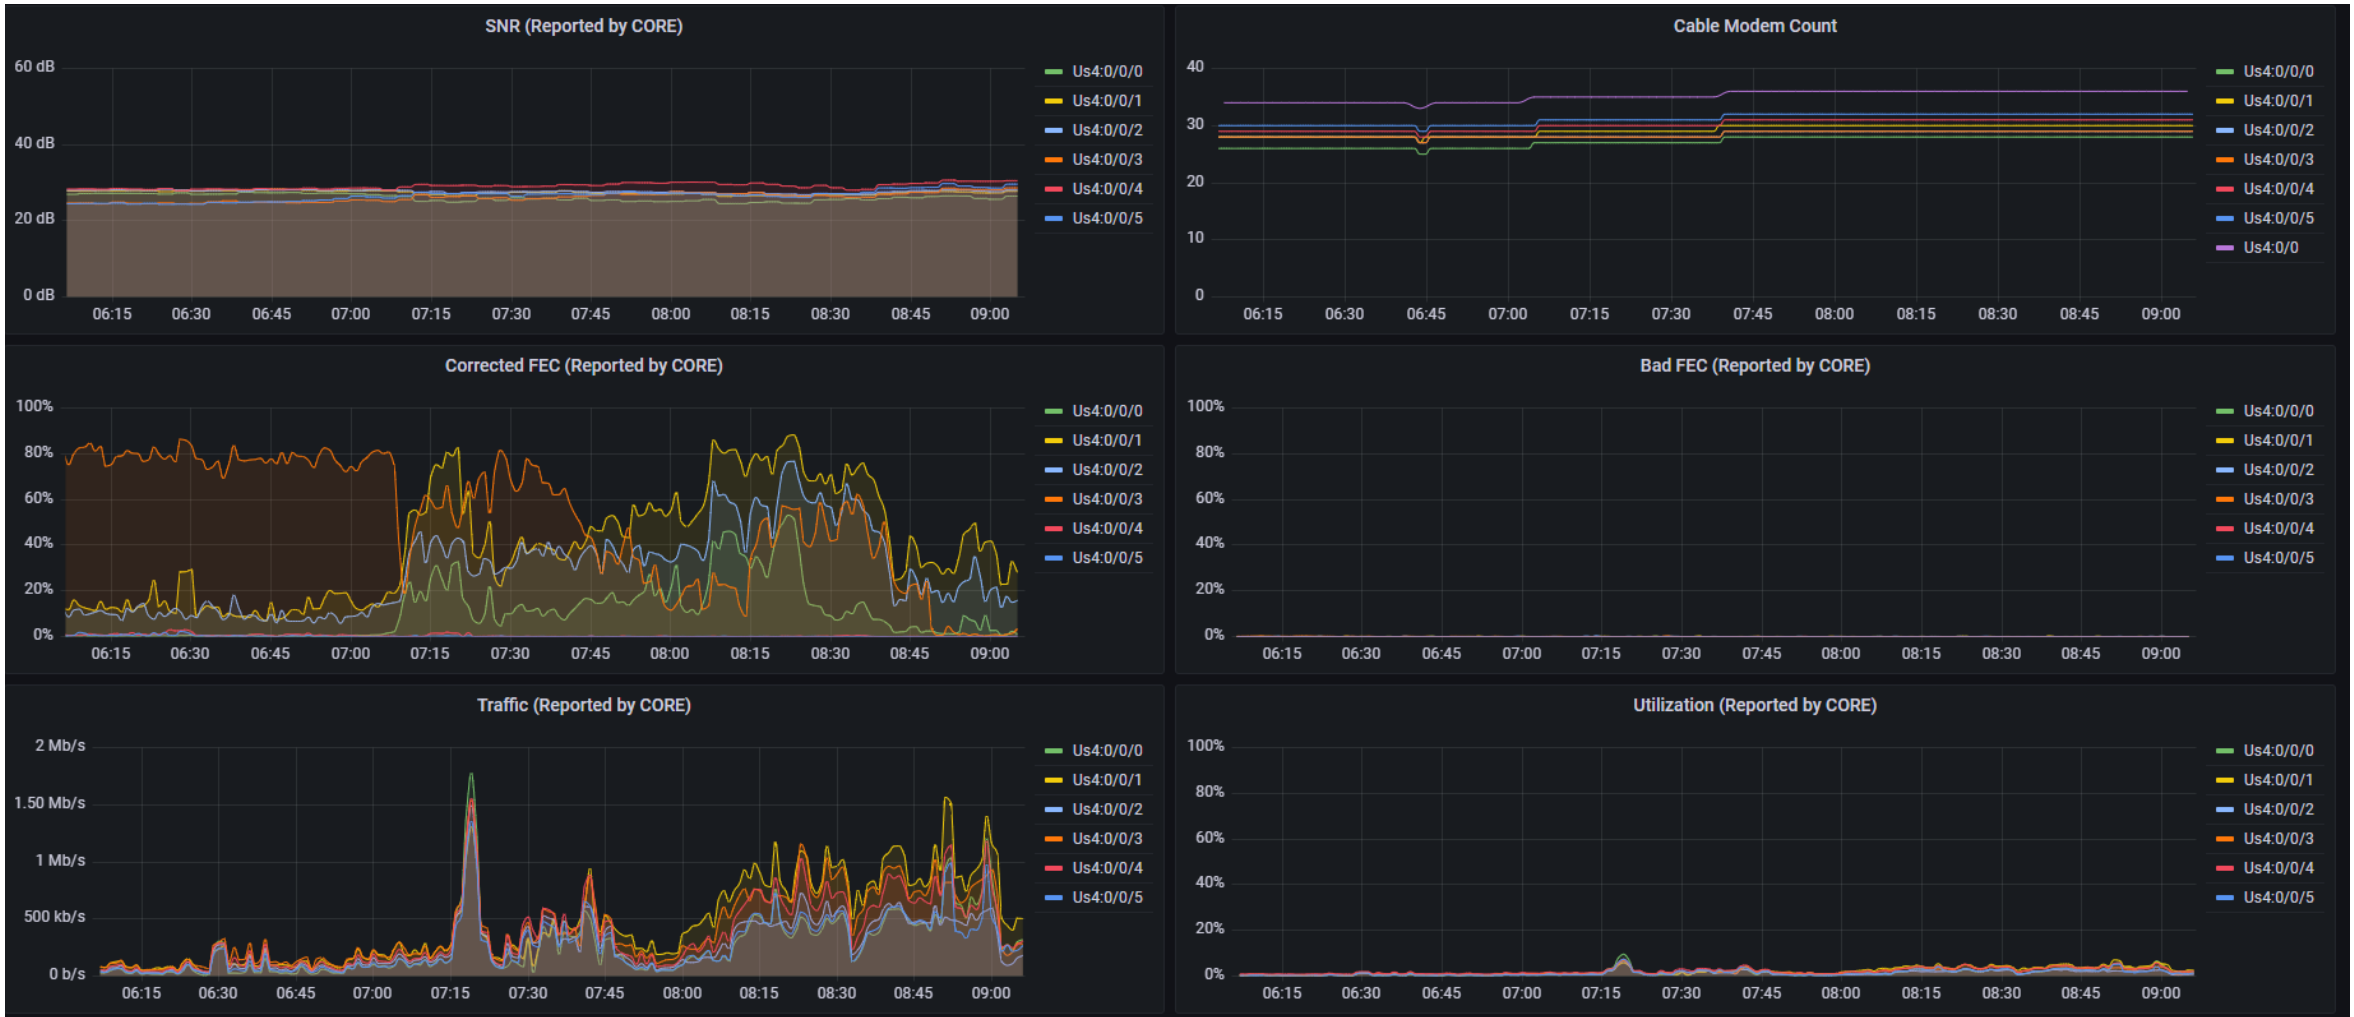 SNR (Reported by CORE)
60 dB
40 dB
20 dB
0 dB
06:15 06:30 06:45 07:00 07:15 07:30 07:45 08:00 08:15 08:30 08:45 09:00
Us4:0/0/0
Us4:0/0/1
Us4:0/0/2
Us4:0/0/3
Us4:0/0/4
Us4:0/0/5
Cable Modem Count
40
30
20
10
0
06:15 06:30 06:45 07:00 07:15 07:30 07:45 08:00 08:15 08:30 08:45 09:00
Us4:0/0/0
Us4:0/0/1
Us4:0/0/2
Us4:0/0/3
Us4:0/0/4
Us4:0/0/5
Us4:0/0
Corrected FEC (Reported by CORE)
100%
80%
60%
40%
20%
0%
06:15 06:30 06:45 07:00 07:15 07:30 07:45 08:00 08:15 08:30 08:45 09:00
Us4:0/0/0
Us4:0/0/1
Us4:0/0/2
Us4:0/0/3
Us4:0/0/4
Us4:0/0/5
Bad FEC (Reported by CORE)
100%
80%
60%
40%
20%
0%
06:15 06:30 06:45 07:00 07:15 07:30 07:45 08:00 08:15 08:30 08:45 09:00
Us4:0/0/0
Us4:0/0/1
Us4:0/0/2
Us4:0/0/3
Us4:0/0/4
Us4:0/0/5
Traffic (Reported by CORE)
2 Mb/s
1.50 Mb/s
1 Mb/s
500 kb/s
0 b/s
06:15 06:30 06:45 07:00 07:15 07:30 07:45 08:00 08:15 08:30 08:45 09:00
Us4:0/0/0
Us4:0/0/1
Us4:0/0/2
Us4:0/0/3
Us4:0/0/4
Us4:0/0/5
Utilization (Reported by CORE)
100%
80%
60%
40%
20%
0%
06:15 06:30 06:45 07:00 07:15 07:30 07:45 08:00 08:15 08:30 08:45 09:00
Us4:0/0/0
Us4:0/0/1
Us4:0/0/2
Us4:0/0/3
Us4:0/0/4
Us4:0/0/5